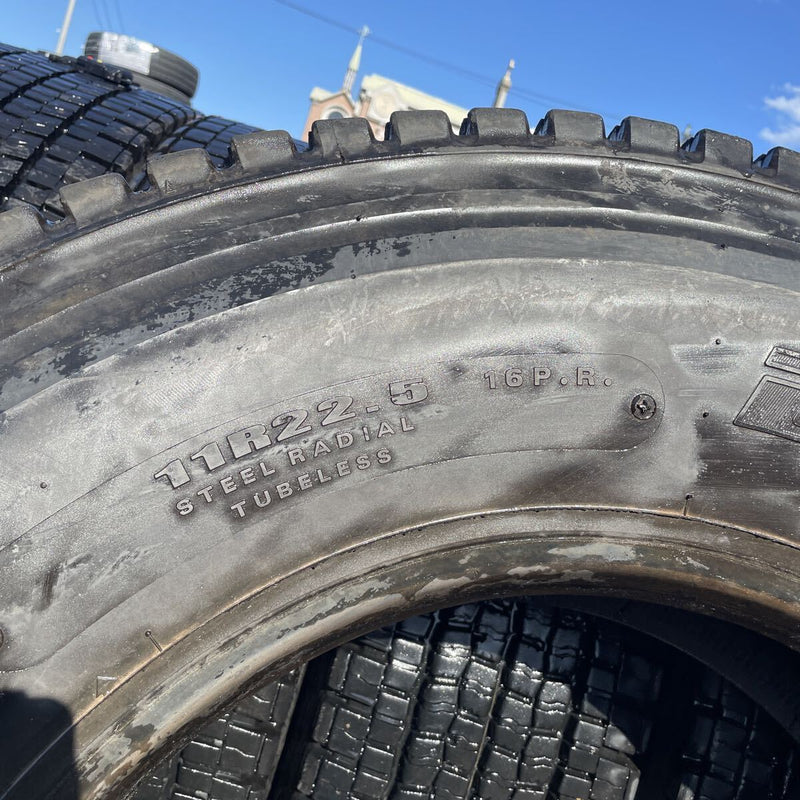 11R22.5 16P.R.
STEEL RADIAL
TUBELESS